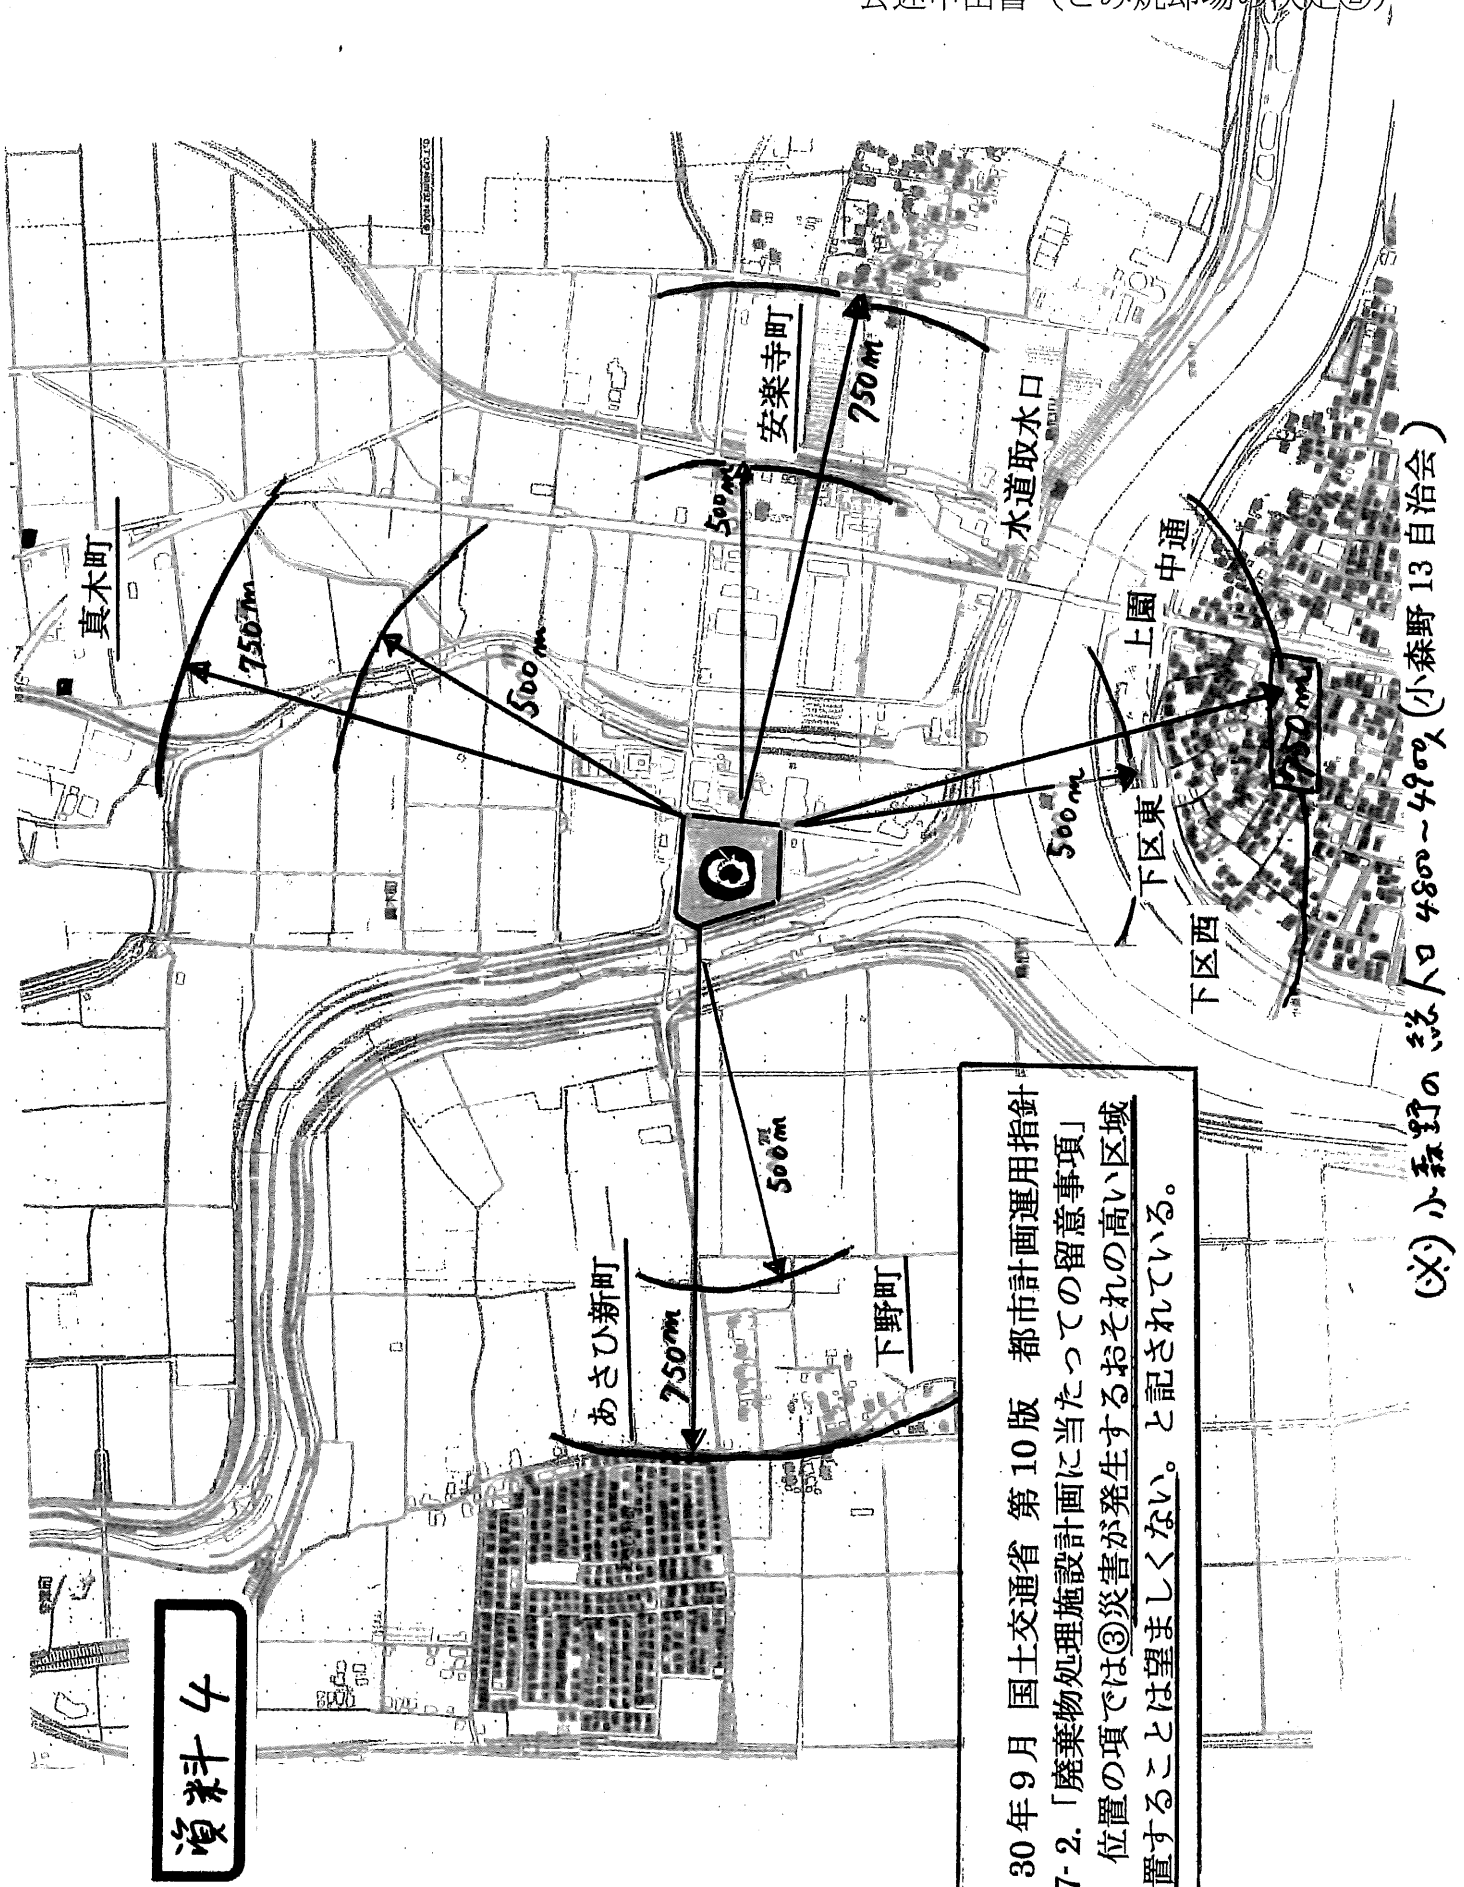 資料 4
真木町
750m
500m
安楽寺町
500m
750m
水道取水口
中通
上園
下区東
下区西
500m
750m
あさひ新町
750m
500m
下野町
真木町
30年9月 国土交通省 第10版 都市計画運用指針
7-2.「廃棄物処理施設計画に当たっての留意事項」
位置の項では③災害が発生するおそれの高い区域
置することは望ましくない。と記されている。
(※) 小森野の総人口 4800～4900人 (小森野13自治会)